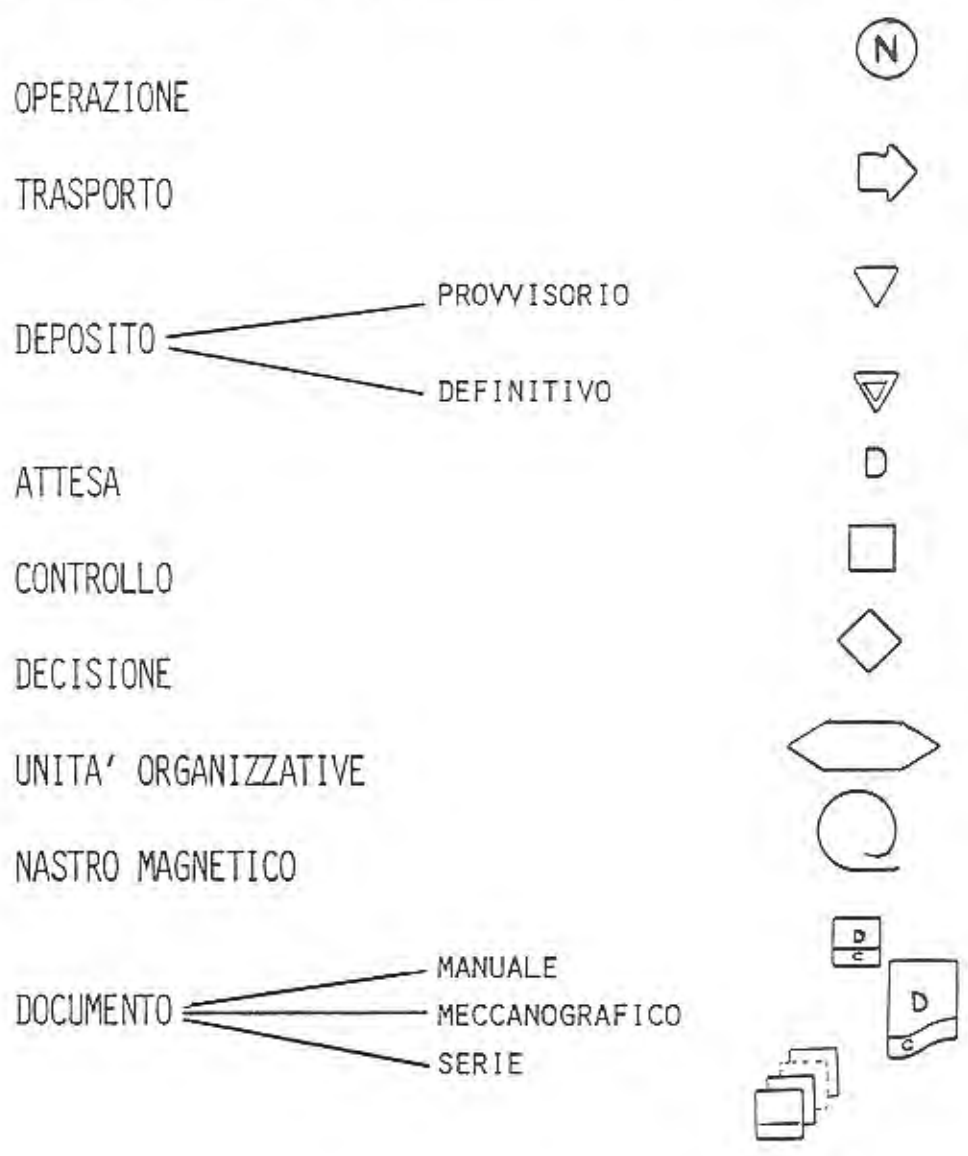 N
OPERAZIONE
TRASPORTO
PROVVISORIO
DEPOSITO
DEFINITIVO
D
ATTESA
CONTROLLO
DECISIONE
UNITA' ORGANIZZATIVE
NASTRO MAGNETICO
D
C
MANUALE
DOCUMENTO
MECCANOGRAFICO
D
C
SERIE